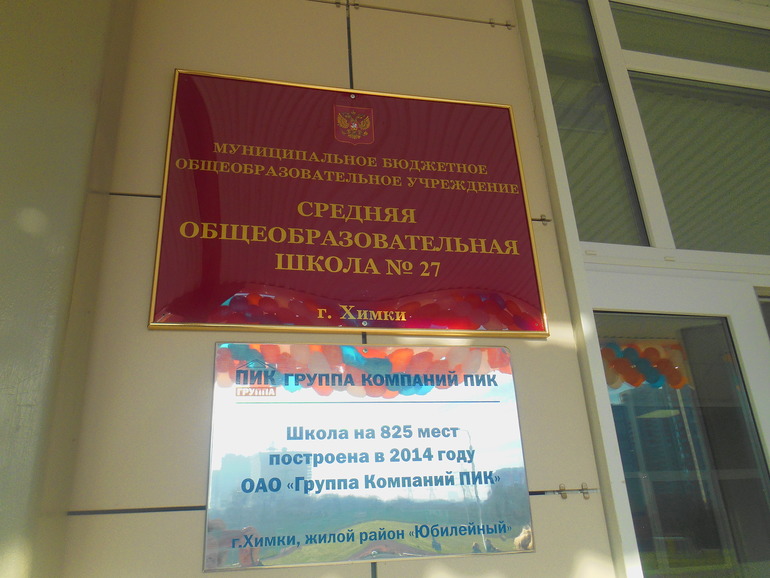 МУНИЦИПАЛЬНОЕ БЮДЖЕТНОЕ
ОБЩЕОБРАЗОВАТЕЛЬНОЕ УЧРЕЖДЕНИЕ
СРЕДНЯЯ
ОБЩЕОБРАЗОВАТЕЛЬНАЯ
ШКОЛА № 27
г. Химки
ПИК ГРУППА КОМПАНИЙ ПИК
ГРУППА
Школа на 825 мест
построена в 2014 году
ОАО «Группа Компаний ПИК»
г.Химки, жилой район «Юбилейный»